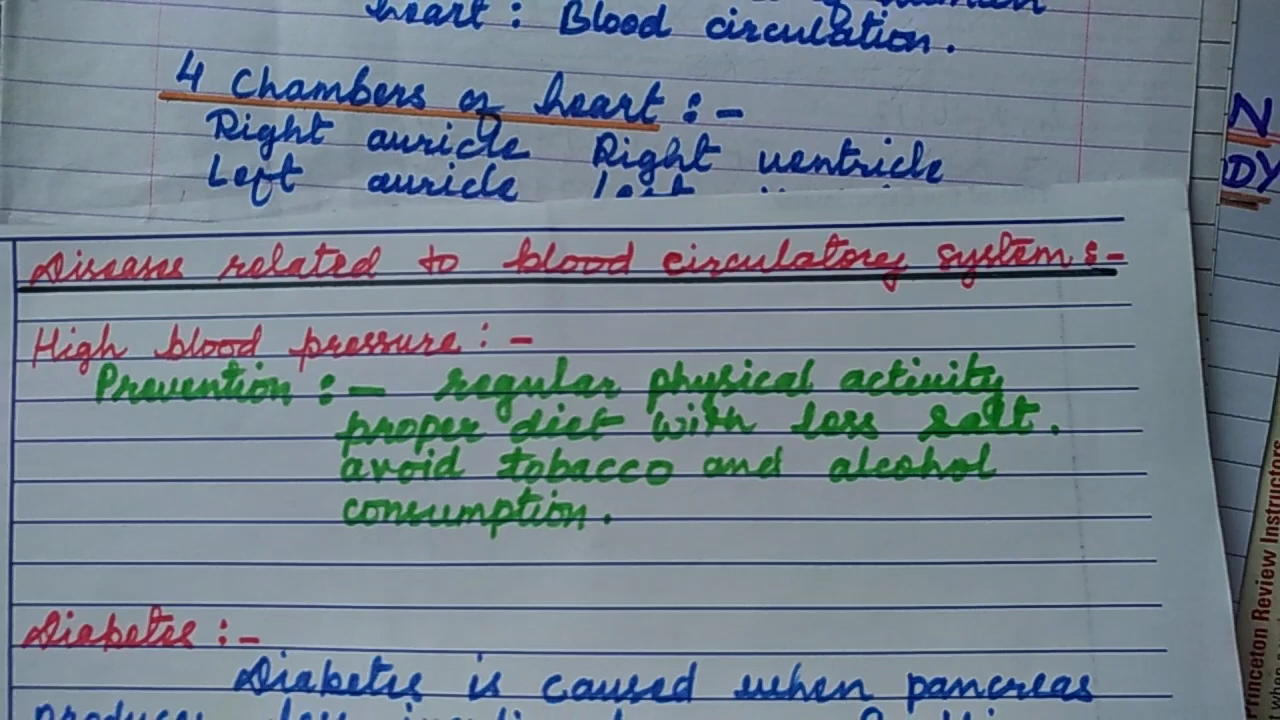 heart : Blood circulation.
4 Chambers of heart :-
Right auricle Right ventricle
Left auricle left
N
DY
Disease related to blood circulatory system :-
High blood pressure : -
Prevention :- regular physical activity
proper diet with less salt.
avoid tobacco and alcohol
consumption.
Diabetes :-
Diabetes is caused when pancreas
Princeton Review Instructors